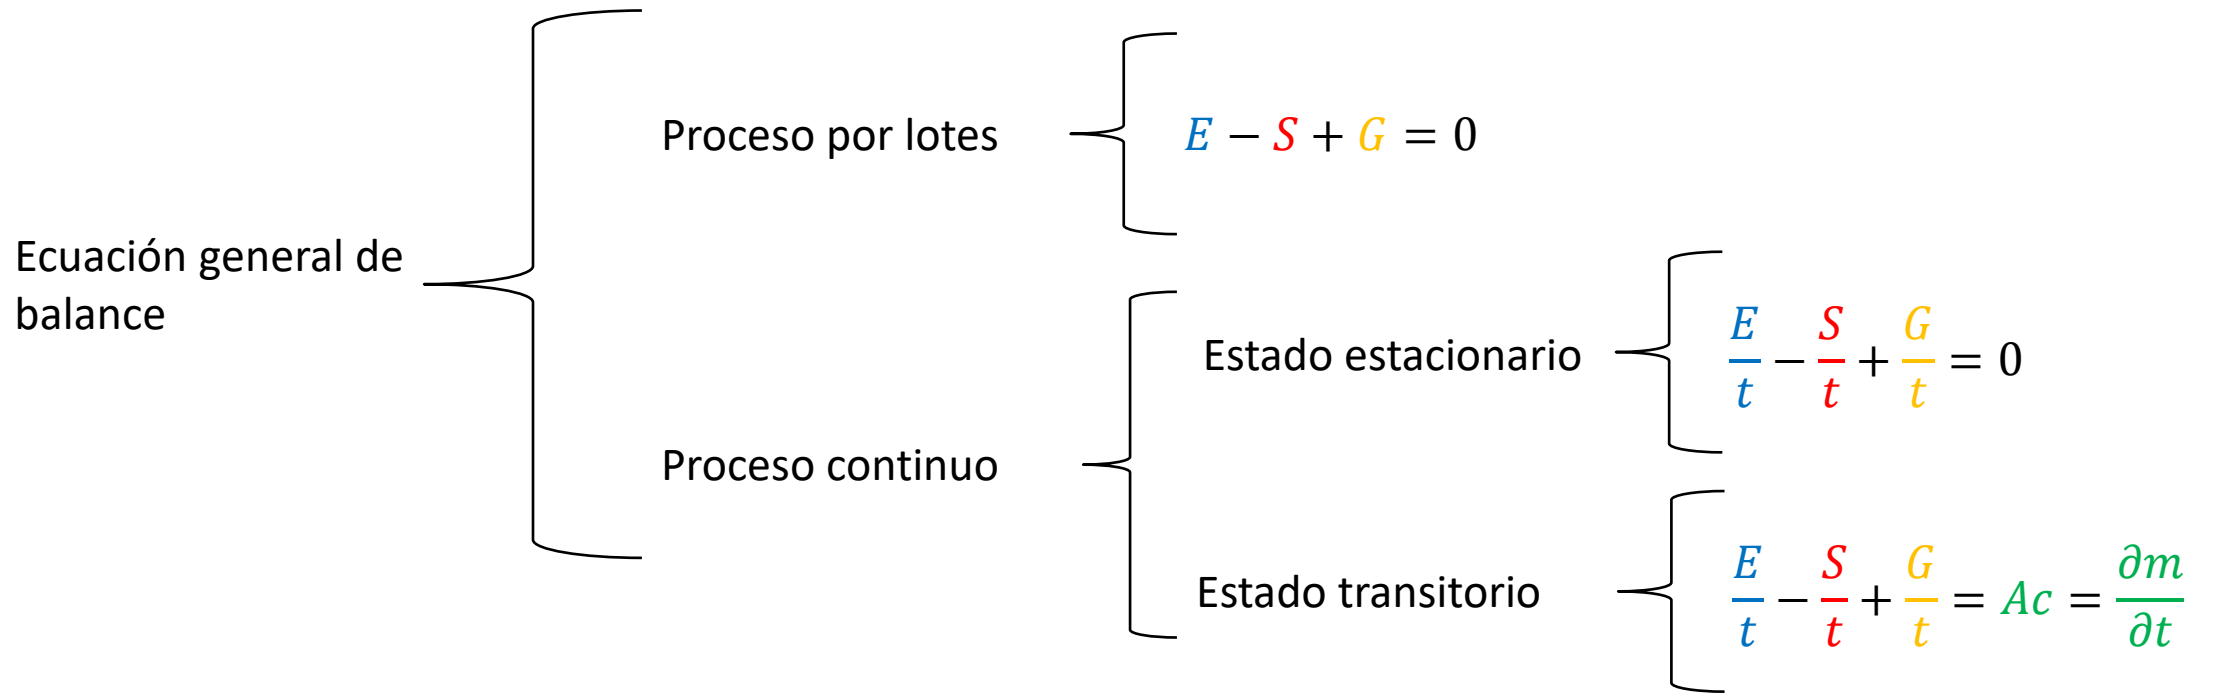 Ecuación general de
balance
Proceso por lotes
E − S + G = 0
Proceso continuo
Estado estacionario
E/t − S/t + G/t = 0
Estado transitorio
E/t − S/t + G/t = Ac = ∂m/∂t